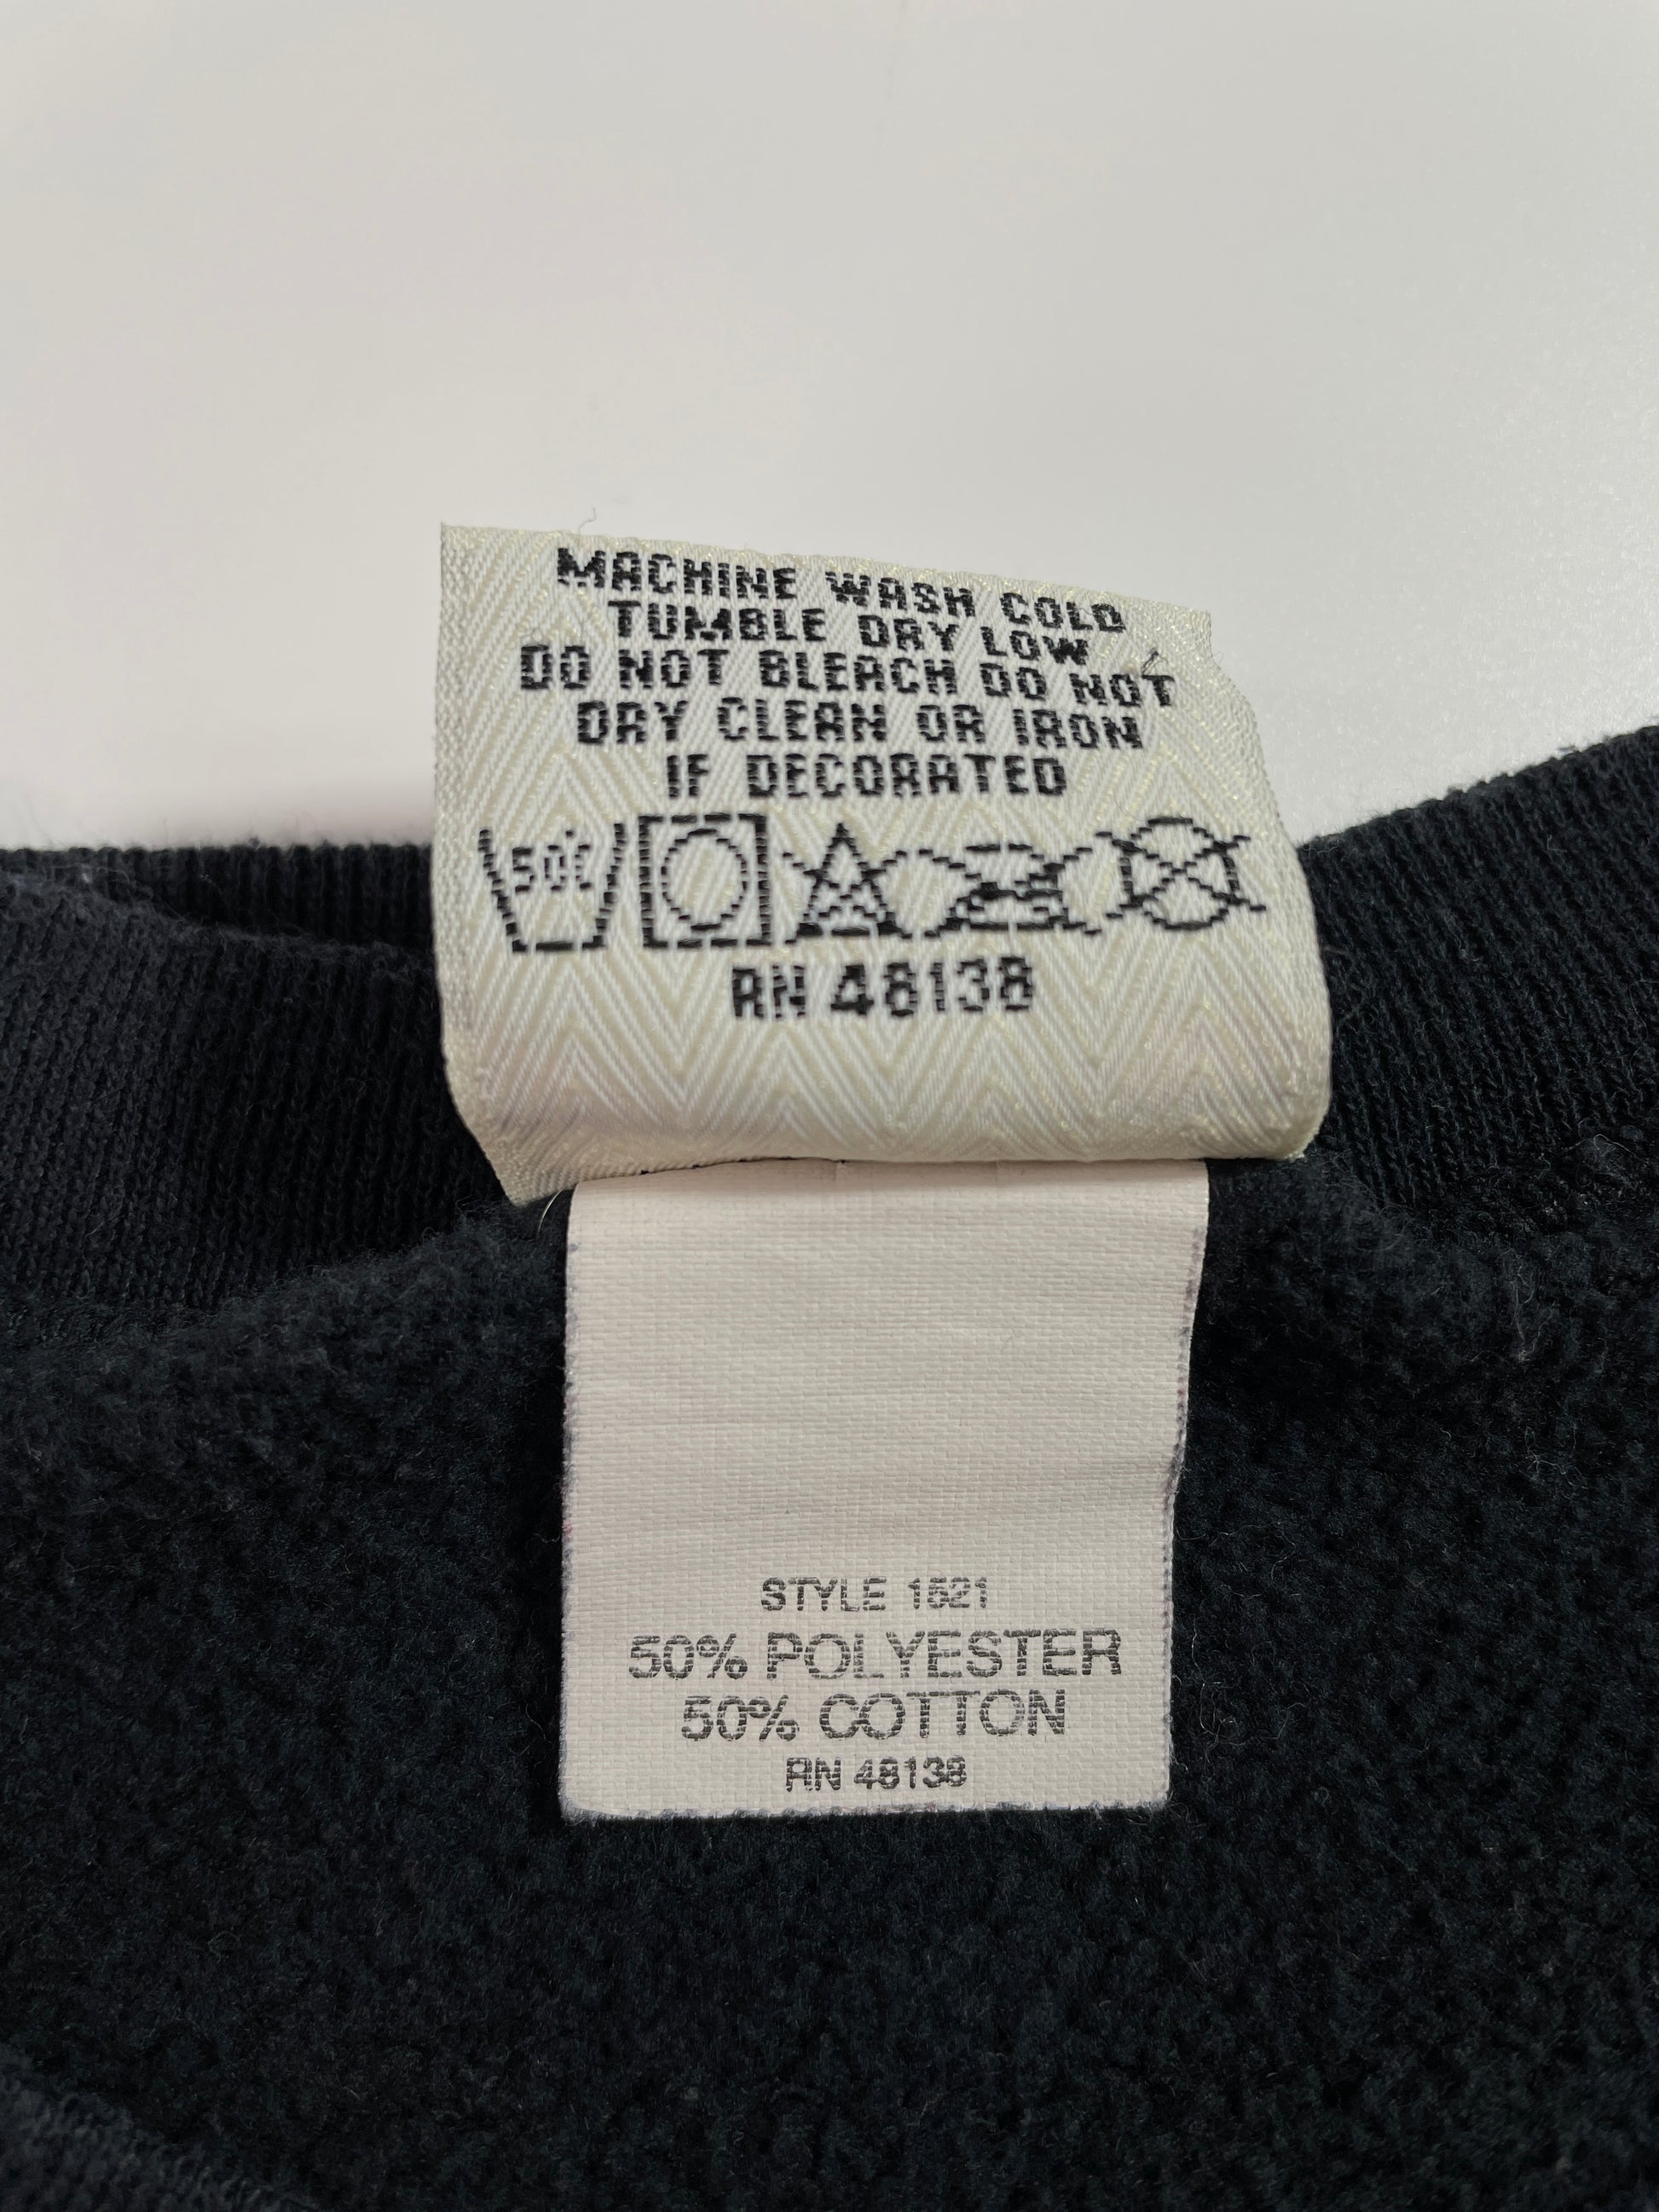 MACHINE WASH COLD
TUMBLE DRY LOW
DO NOT BLEACH DO NOT
DRY CLEAN OR IRON
IF DECORATED
50C
RN 48138
STYLE 1521
50% POLYESTER
50% COTTON
RN 48138